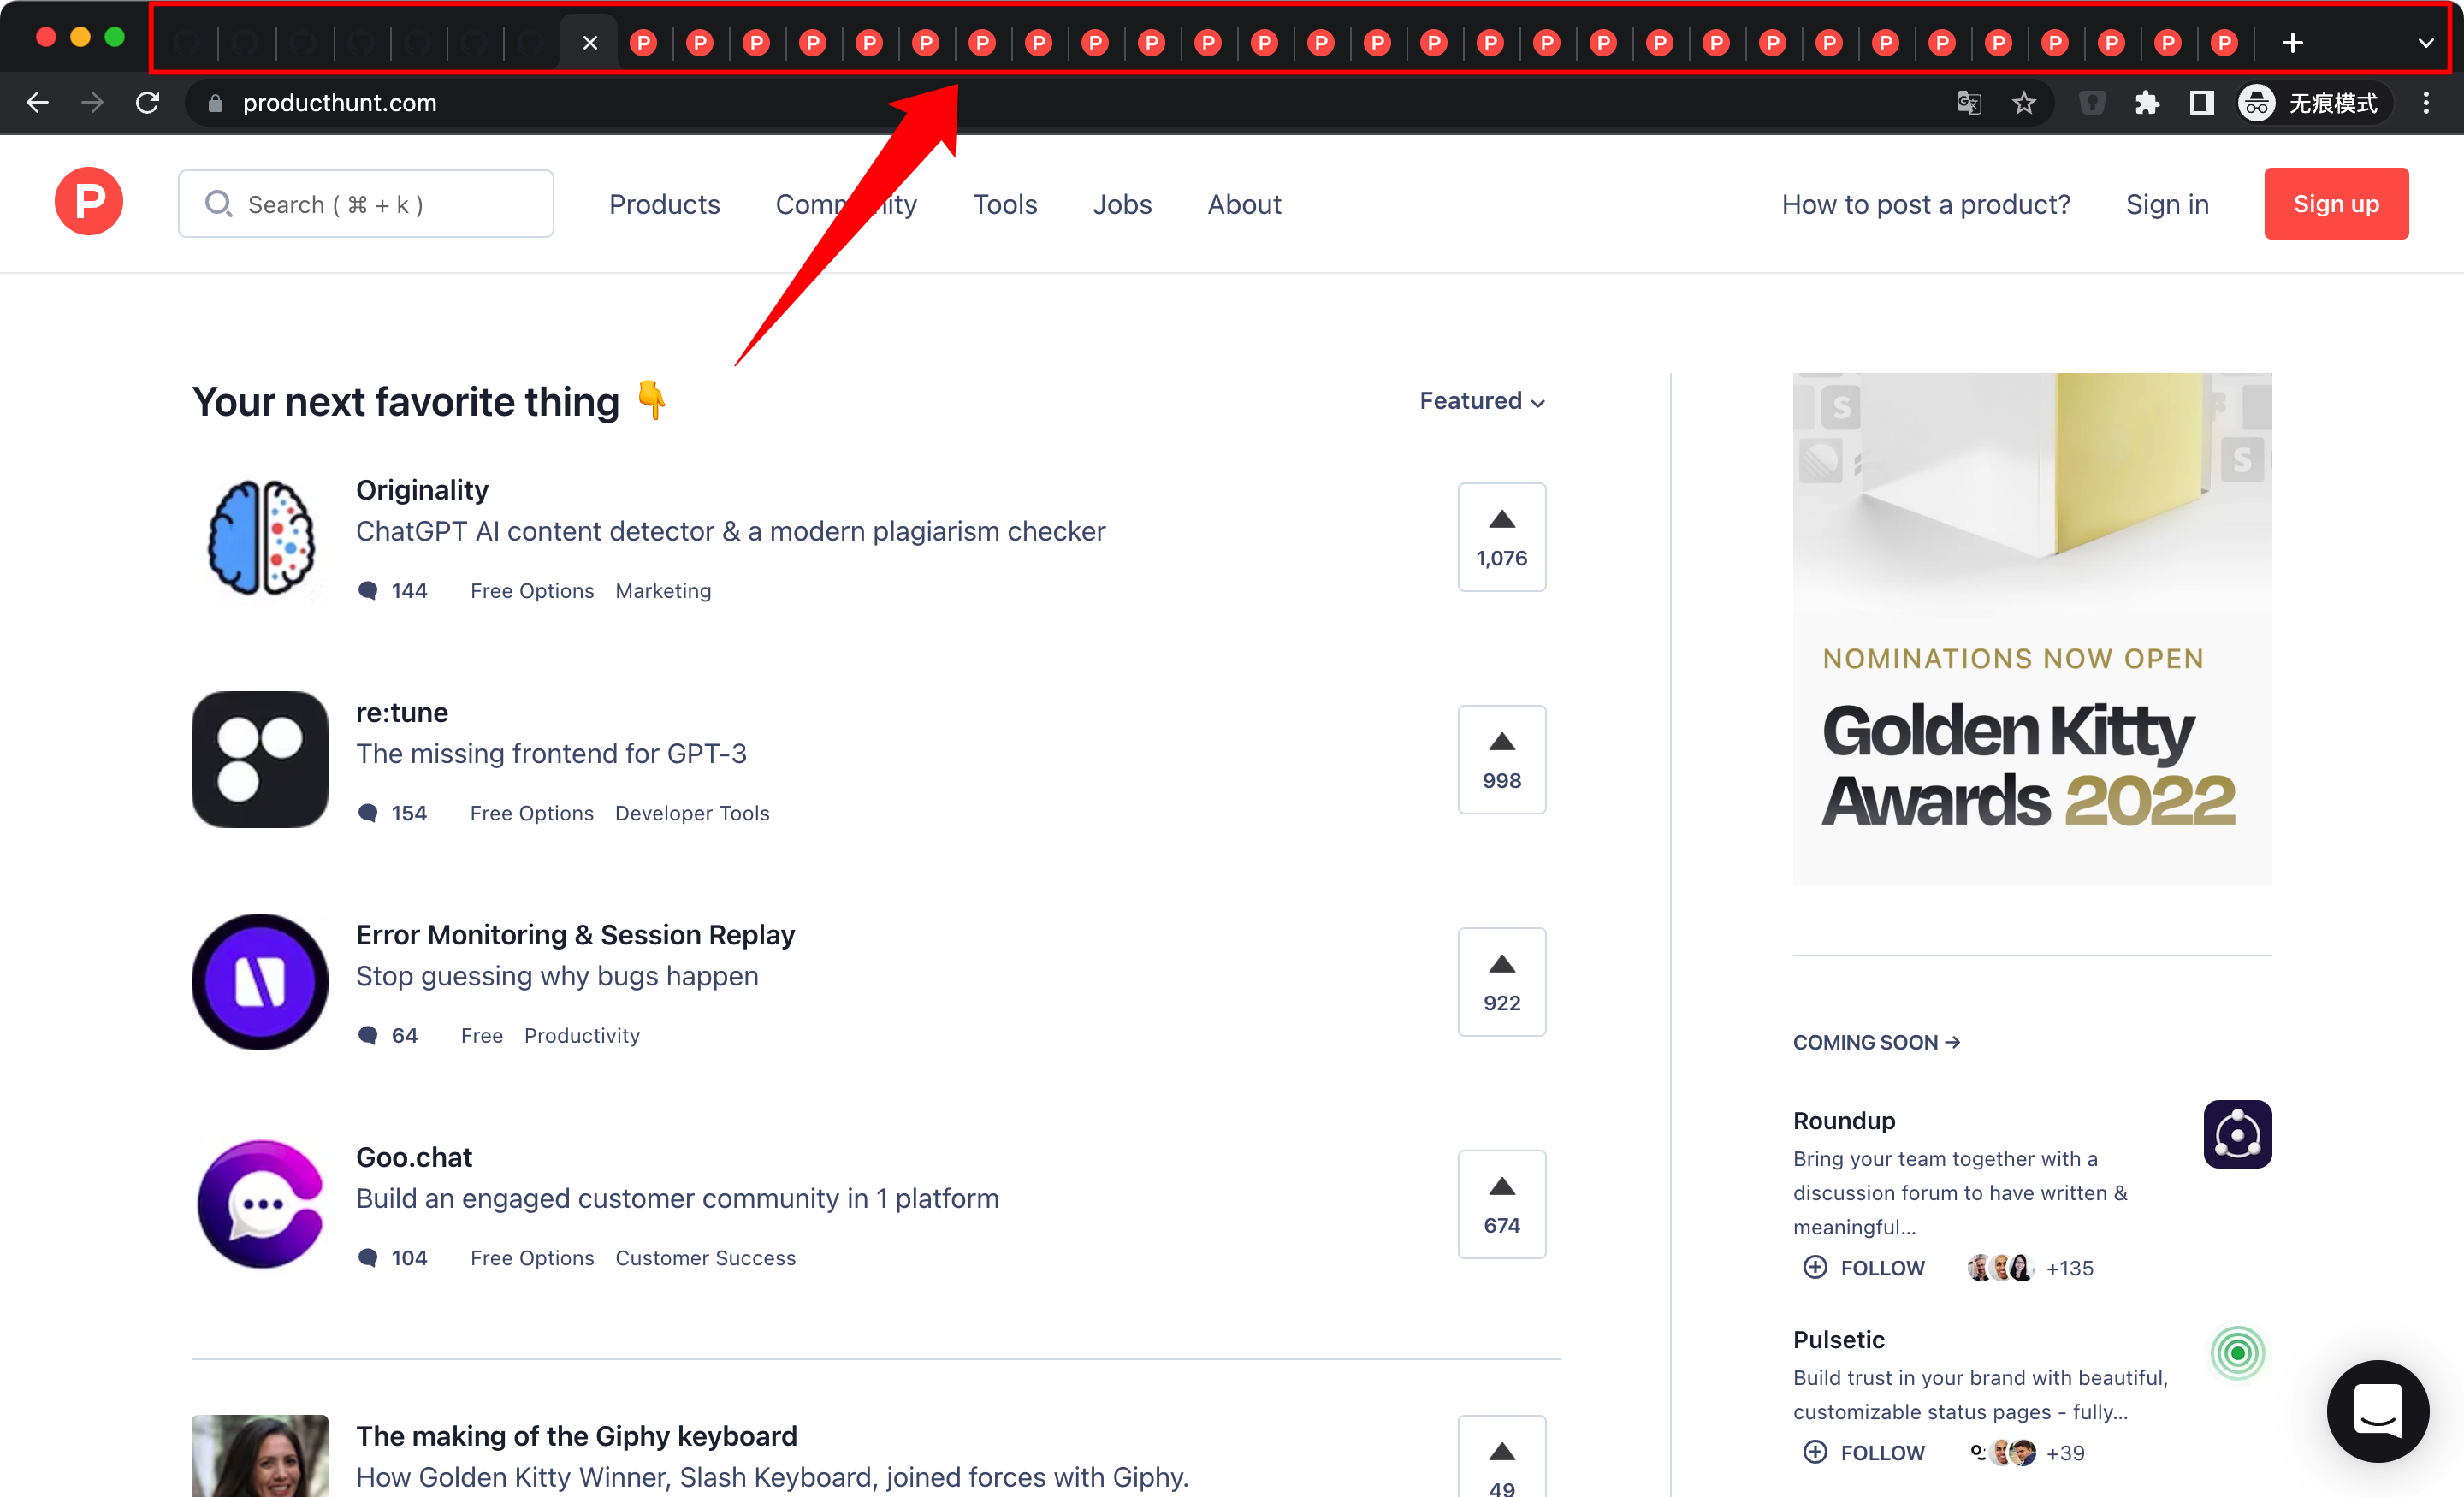 producthunt.com
无痕模式
P
Search ( ⌘ + k )
Products
Tools
Jobs
About
How to post a product?
Sign in
Sign up
Your next favorite thing 👇
Featured
Originality
ChatGPT AI content detector & a modern plagiarism checker
144 Free Options Marketing
1,076
re:tune
The missing frontend for GPT-3
154 Free Options Developer Tools
998
Error Monitoring & Session Replay
Stop guessing why bugs happen
64 Free Productivity
922
Goo.chat
Build an engaged customer community in 1 platform
104 Free Options Customer Success
674
The making of the Giphy keyboard
How Golden Kitty Winner, Slash Keyboard, joined forces with Giphy.
49
S
S
NOMINATIONS NOW OPEN
Golden Kitty
Awards 2022
COMING SOON →
Roundup
Bring your team together with a
discussion forum to have written &
meaningful...
FOLLOW +135
Pulsetic
Build trust in your brand with beautiful,
customizable status pages - fully...
FOLLOW +39